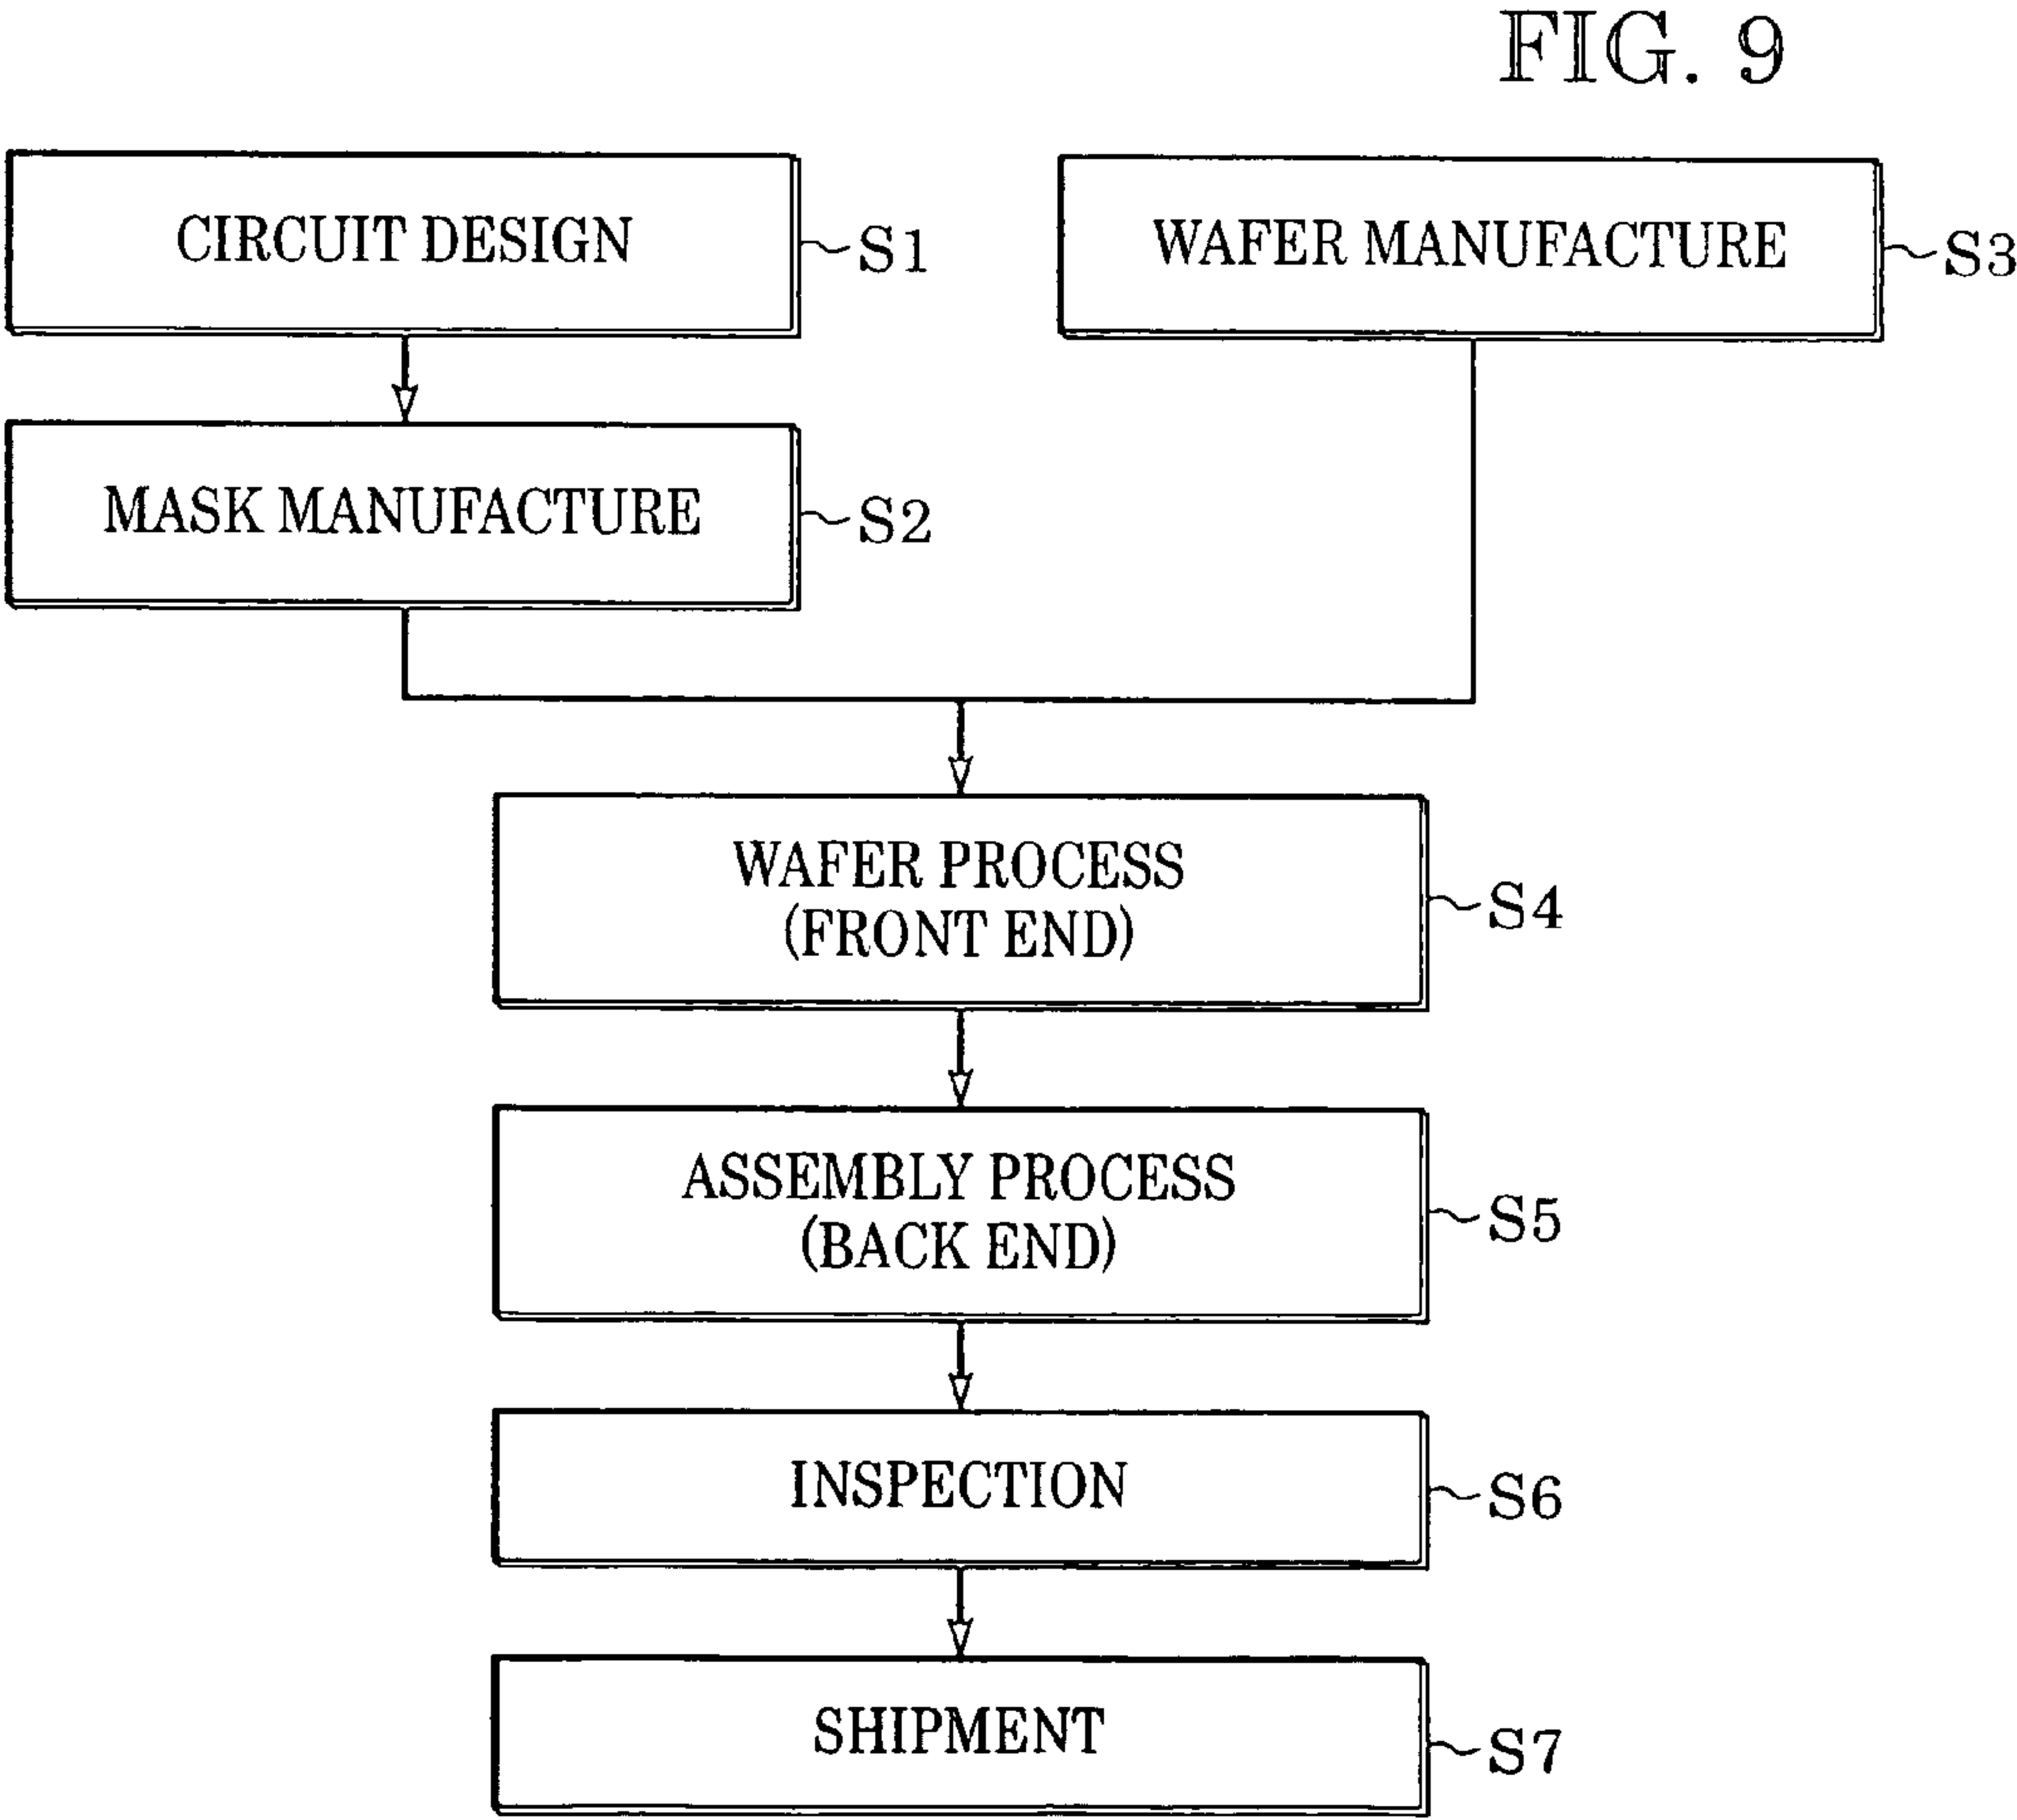 FIG. 9
CIRCUIT DESIGN
S1
WAFER MANUFACTURE
S3
MASK MANUFACTURE
S2
WAFER PROCESS
(FRONT END)
S4
ASSEMBLY PROCESS
(BACK END)
S5
INSPECTION
S6
SHIPMENT
S7